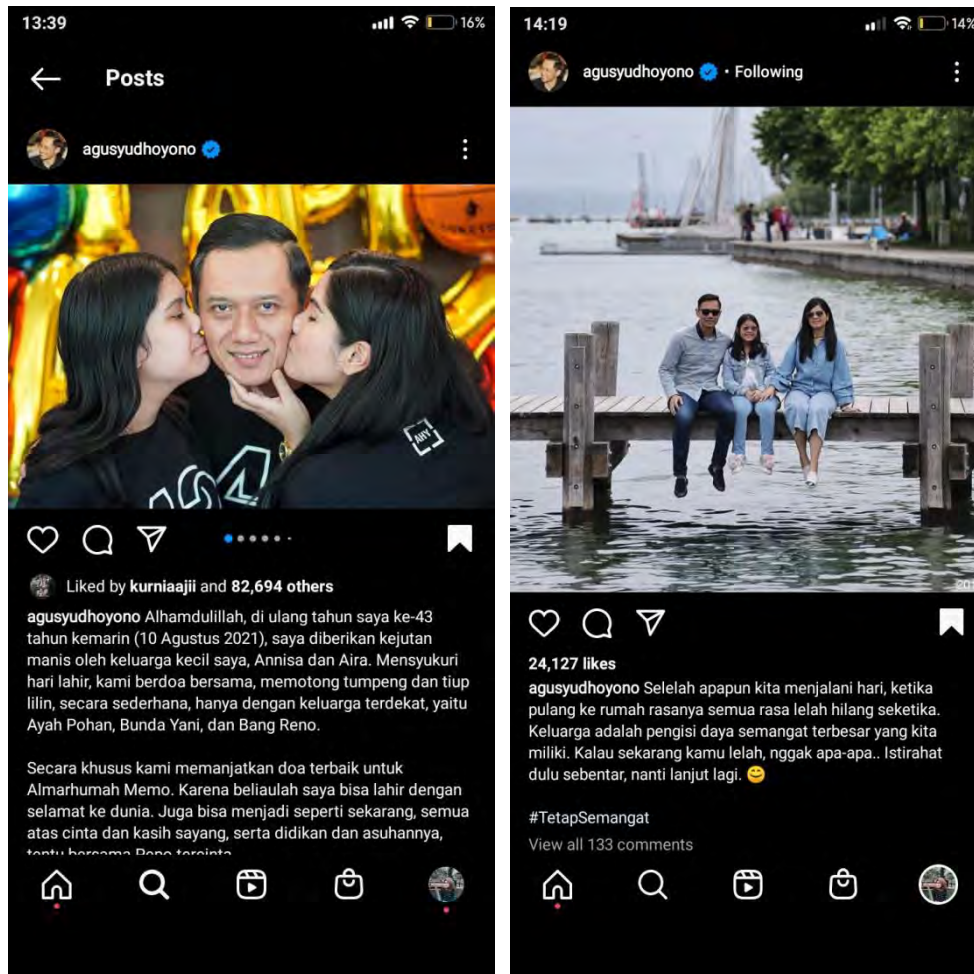 13:39
16%
Posts
agusyudhoyono
AHY
Liked by kurniaajii and 82,694 others
agusyudhoyono Alhamdulillah, di ulang tahun saya ke-43
tahun kemarin (10 Agustus 2021), saya diberikan kejutan
manis oleh keluarga kecil saya, Annisa dan Aira. Mensyukuri
hari lahir, kami berdoa bersama, memotong tumpeng dan tiup
lilin, secara sederhana, hanya dengan keluarga terdekat, yaitu
Ayah Pohan, Bunda Yani, dan Bang Reno.
Secara khusus kami memanjatkan doa terbaik untuk
Almarhumah Memo. Karena beliaulah saya bisa lahir dengan
selamat ke dunia. Juga bisa menjadi seperti sekarang, semua
atas cinta dan kasih sayang, serta didikan dan asuhannya,
tentu bersama Pepo tercinta
14:19
14%
agusyudhoyono • Following
24,127 likes
agusyudhoyono Selelah apapun kita menjalani hari, ketika
pulang ke rumah rasanya semua rasa lelah hilang seketika.
Keluarga adalah pengisi daya semangat terbesar yang kita
miliki. Kalau sekarang kamu lelah, nggak apa-apa.. Istirahat
dulu sebentar, nanti lanjut lagi. 😊
#TetapSemangat
View all 133 comments